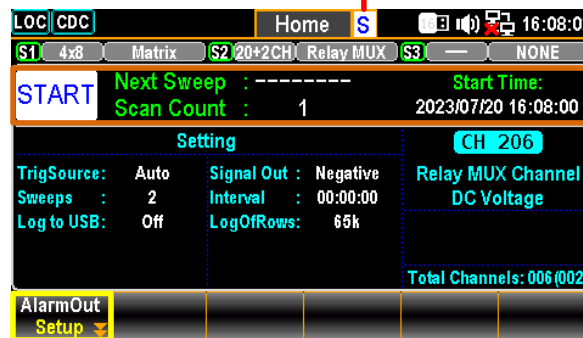 LOC CDC Home S 16:08:0
S1 4x8 Matrix S2 20+2CH Relay MUX S3 — NONE
START Next Sweep : -------- Start Time:
Scan Count : 1 2023/07/20 16:08:00
Setting CH 206
TrigSource: Auto Signal Out : Negative Relay MUX Channel
Sweeps : 2 Interval : 00:00:00 DC Voltage
Log to USB: Off LogOfRows: 65k
Total Channels: 006(002
AlarmOut
Setup